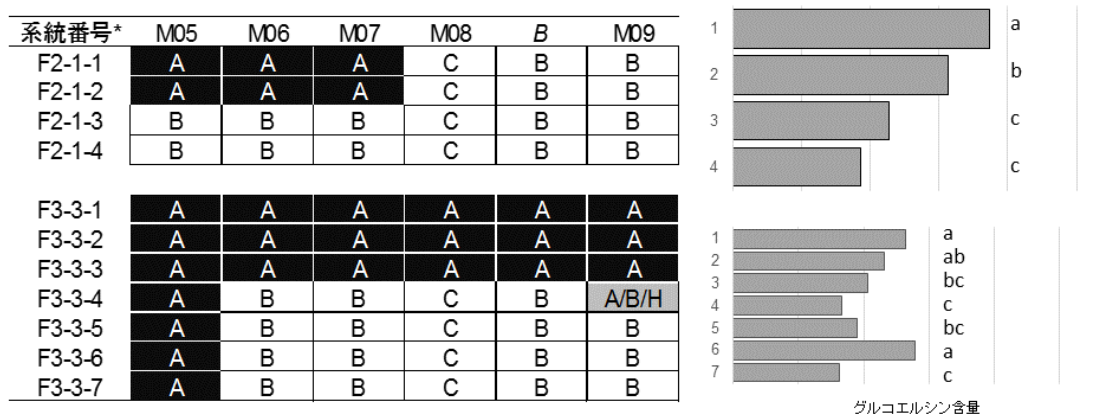 系統番号* M05 M06 M07 M08 B M09
F2-1-1 A A A C B B
F2-1-2 A A A C B B
F2-1-3 B B B C B B
F2-1-4 B B B C B B
F3-3-1 A A A A A A
F3-3-2 A A A A A A
F3-3-3 A A A A A A
F3-3-4 A B B C B A/B/H
F3-3-5 A B B C B B
F3-3-6 A B B C B B
F3-3-7 A B B C B B
1 a
2 b
3 c
4 c
1 a
2 ab
3 bc
4 c
5 bc
6 a
7 c
グルコエルシン含量